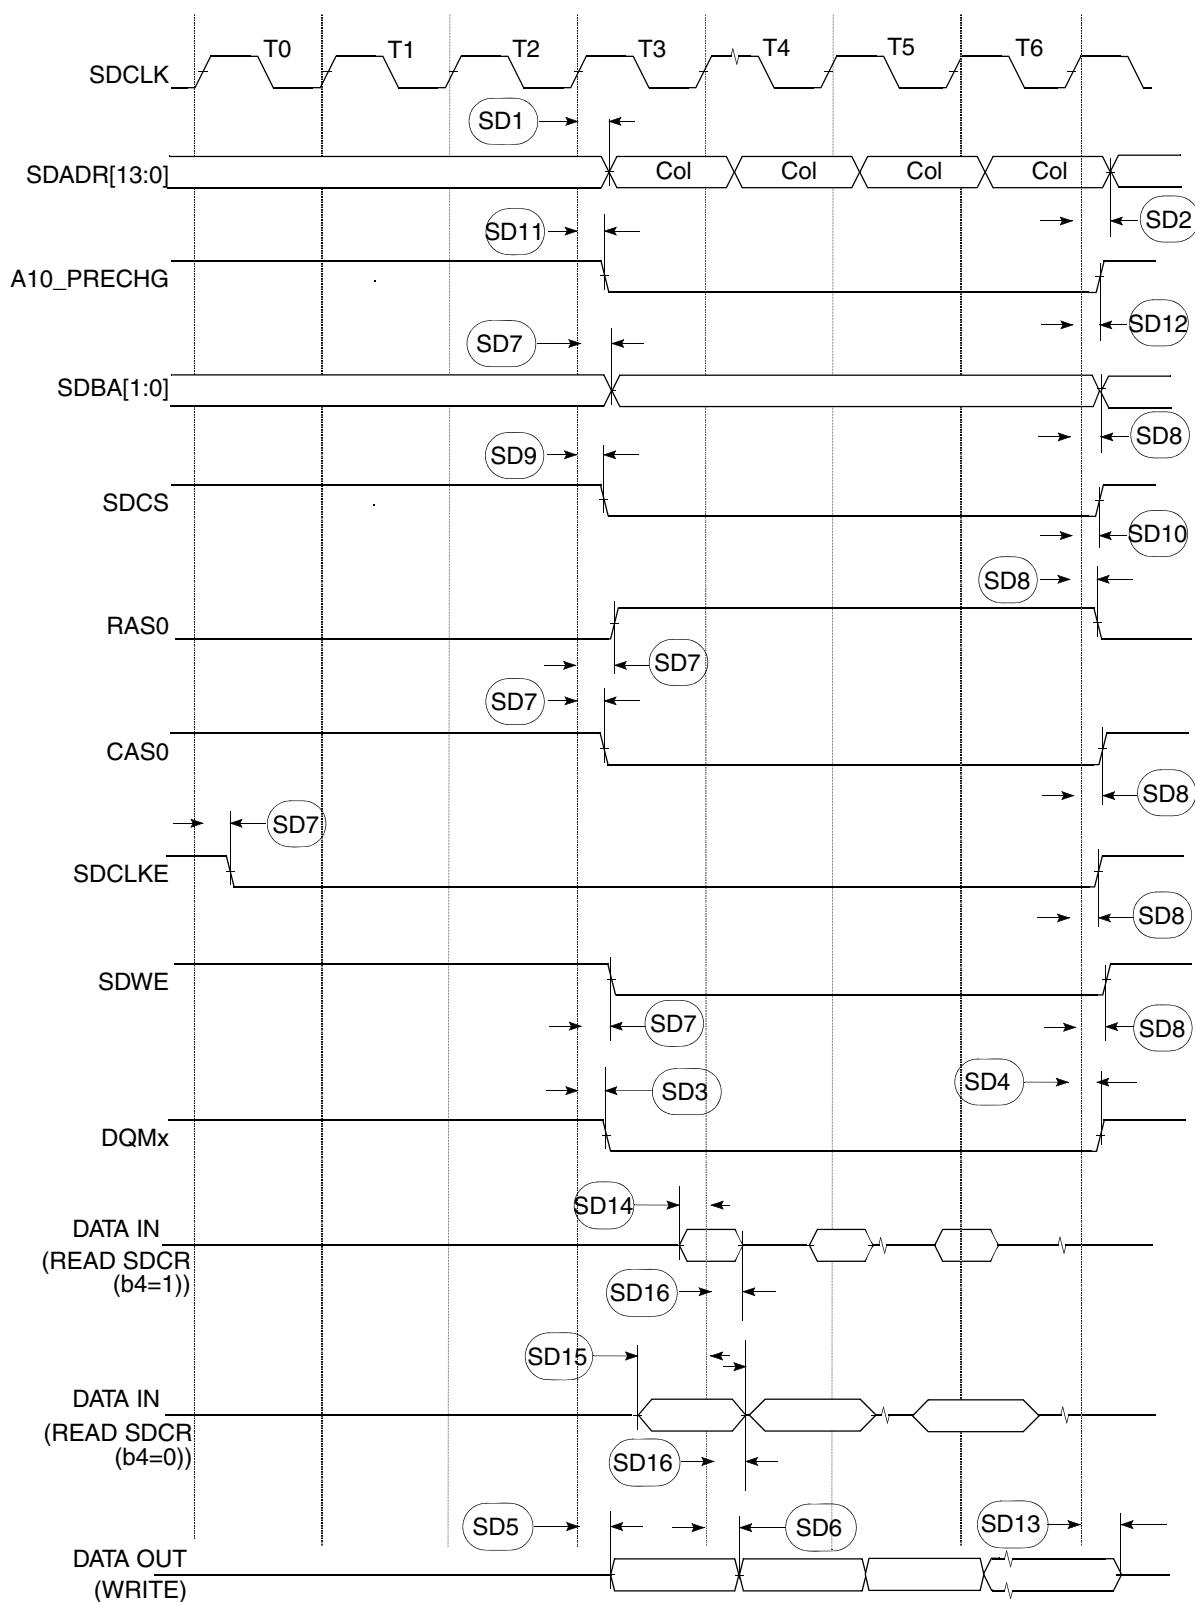 T0 T1 T2 T3 T4 T5 T6
SDCLK
SD1
SDADR[13:0] Col Col Col Col
SD11 SD2
A10_PRECHG
SD12
SD7
SDBA[1:0]
SD8
SD9
SDCS
SD10
SD8
RAS0
SD7
SD7
CAS0
SD8
SD7
SDCLKE
SD8
SDWE
SD7 SD8
SD3 SD4
DQMx
SD14
DATA IN
(READ SDCR
(b4=1))
SD16
SD15
DATA IN
(READ SDCR
(b4=0))
SD16
SD5 SD6 SD13
DATA OUT
(WRITE)